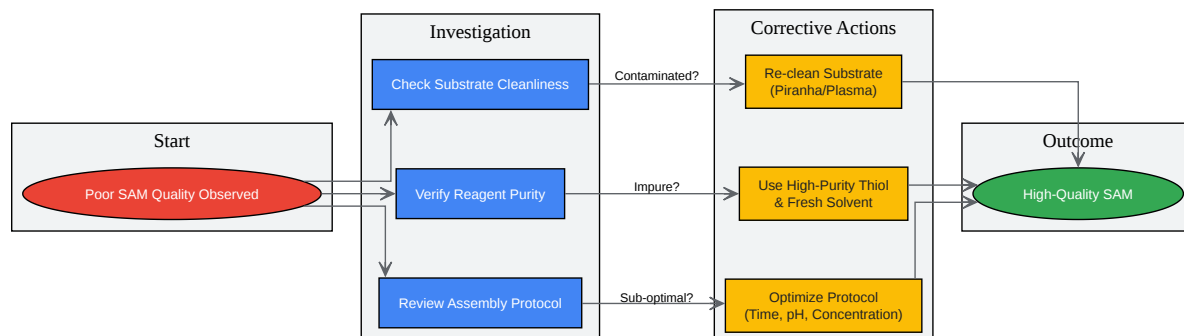 Start
Poor SAM Quality Observed
Investigation
Check Substrate Cleanliness
Verify Reagent Purity
Review Assembly Protocol
Contaminated?
Impure?
Sub-optimal?
Corrective Actions
Re-clean Substrate
(Piranha/Plasma)
Use High-Purity Thiol
& Fresh Solvent
Optimize Protocol
(Time, pH, Concentration)
Outcome
High-Quality SAM